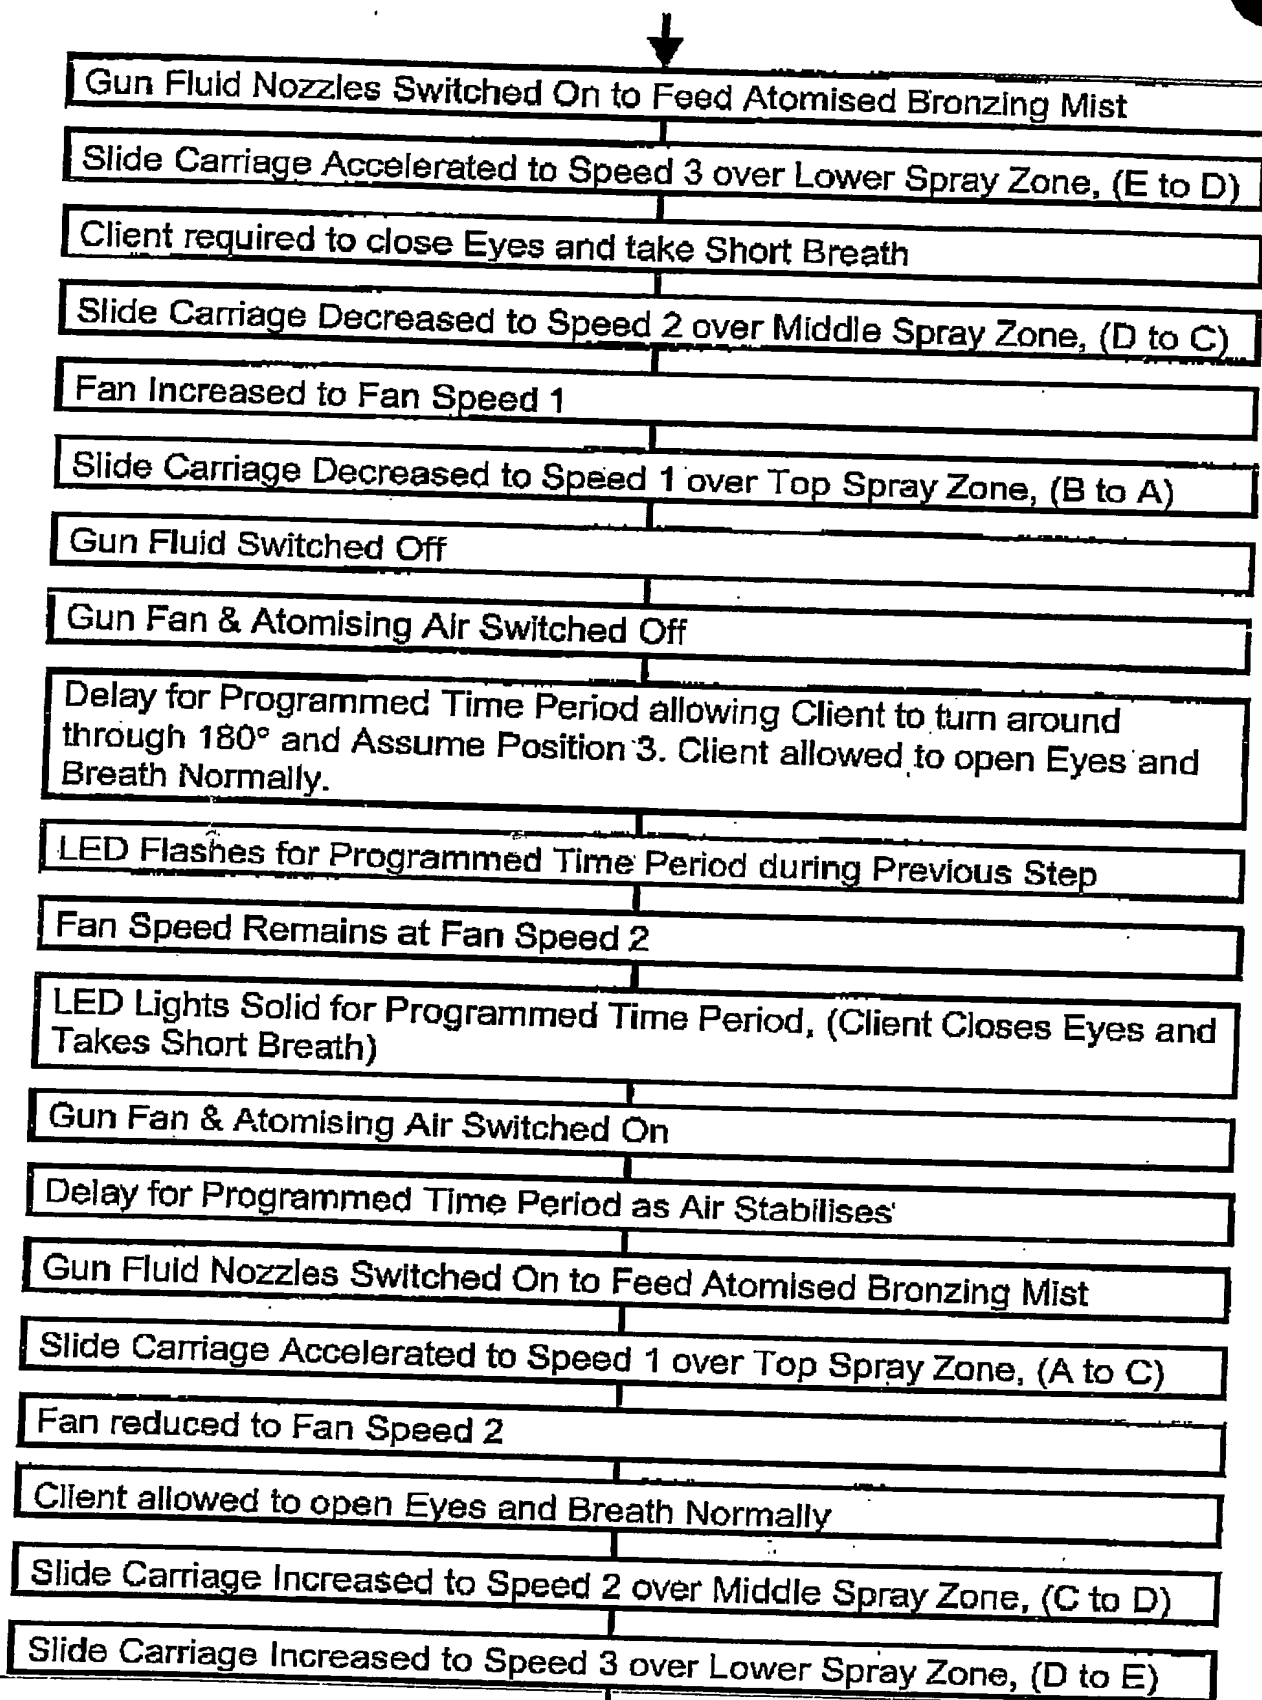 Gun Fluid Nozzles Switched On to Feed Atomised Bronzing Mist
Slide Carriage Accelerated to Speed 3 over Lower Spray Zone, (E to D)
Client required to close Eyes and take Short Breath
Slide Carriage Decreased to Speed 2 over Middle Spray Zone, (D to C)
Fan Increased to Fan Speed 1
Slide Carriage Decreased to Speed 1 over Top Spray Zone, (B to A)
Gun Fluid Switched Off
Gun Fan & Atomising Air Switched Off
Delay for Programmed Time Period allowing Client to turn around
through 180° and Assume Position 3. Client allowed to open Eyes and
Breath Normally.
LED Flashes for Programmed Time Period during Previous Step
Fan Speed Remains at Fan Speed 2
LED Lights Solid for Programmed Time Period, (Client Closes Eyes and
Takes Short Breath)
Gun Fan & Atomising Air Switched On
Delay for Programmed Time Period as Air Stabilises
Gun Fluid Nozzles Switched On to Feed Atomised Bronzing Mist
Slide Carriage Accelerated to Speed 1 over Top Spray Zone, (A to C)
Fan reduced to Fan Speed 2
Client allowed to open Eyes and Breath Normally
Slide Carriage Increased to Speed 2 over Middle Spray Zone, (C to D)
Slide Carriage Increased to Speed 3 over Lower Spray Zone, (D to E)